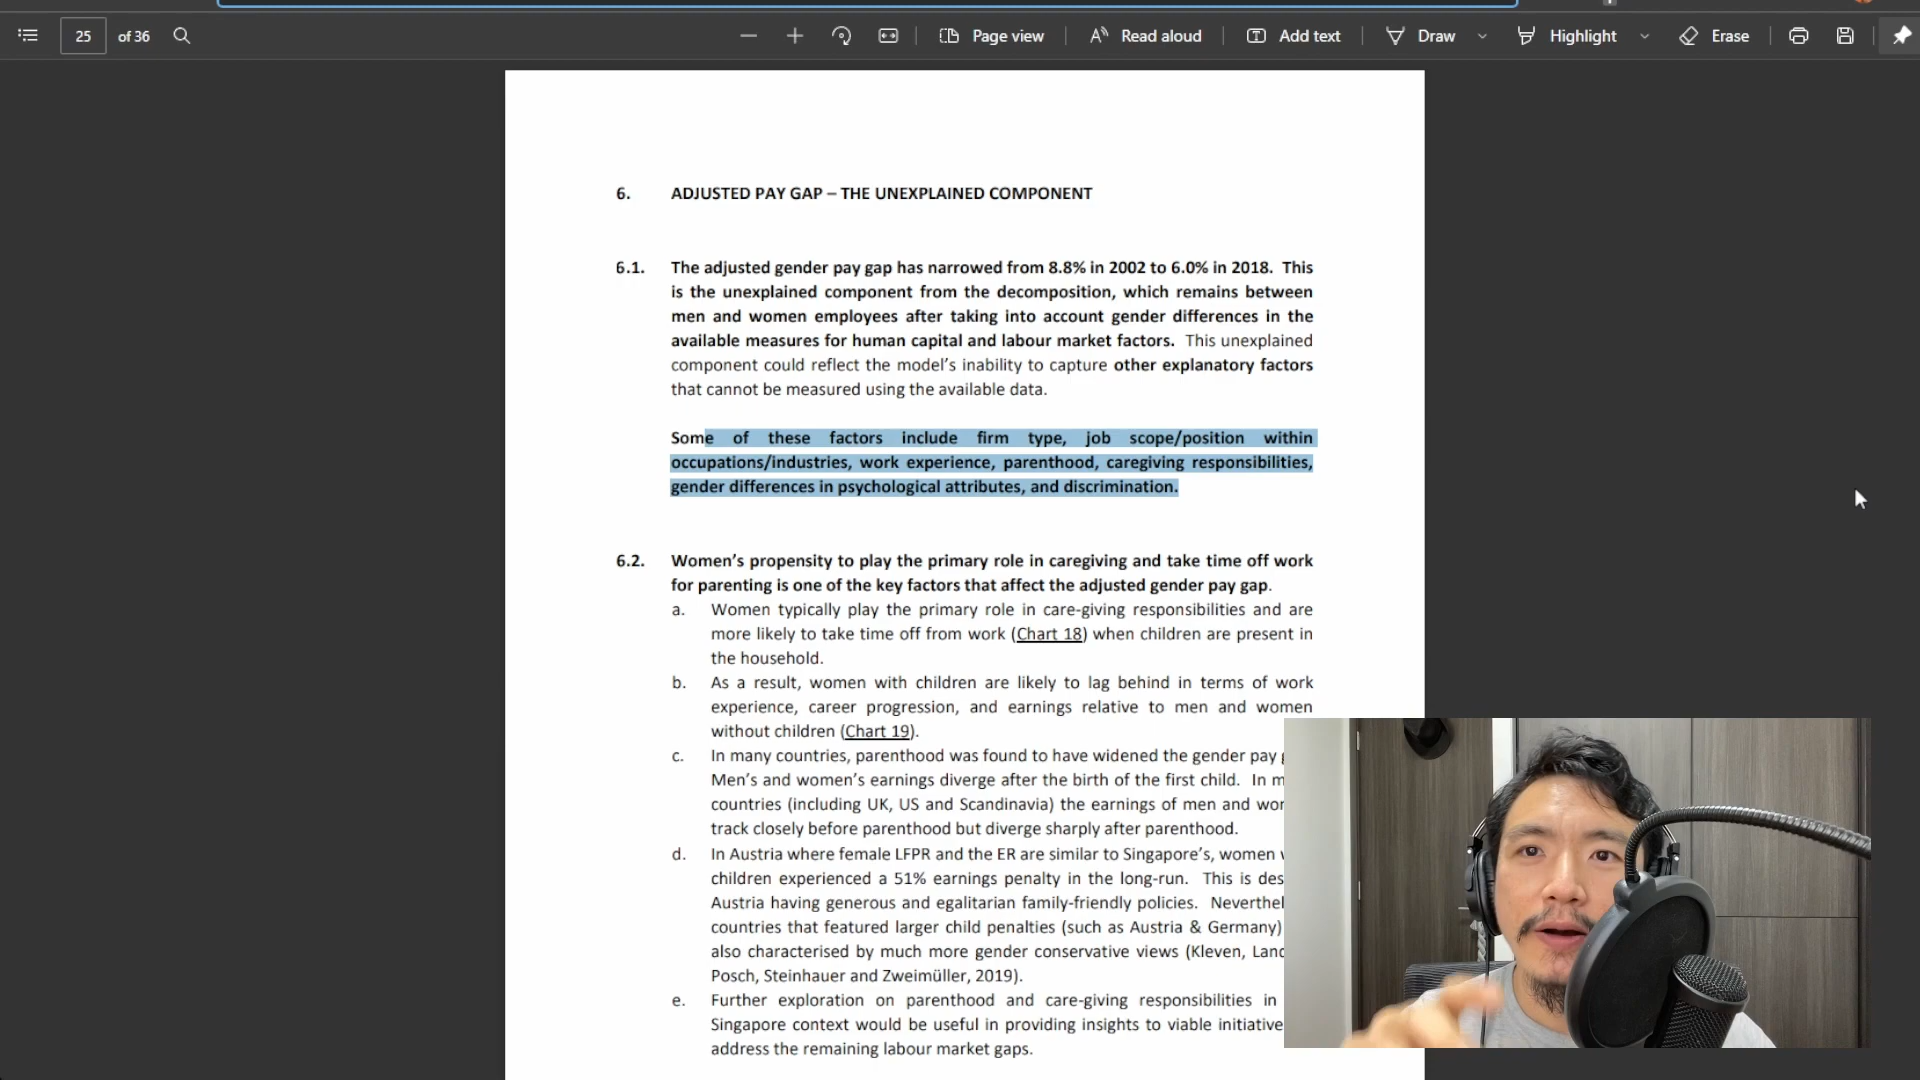 25 of 36 Page view Read aloud Add text Draw Highlight Erase
6. ADJUSTED PAY GAP – THE UNEXPLAINED COMPONENT
6.1. The adjusted gender pay gap has narrowed from 8.8% in 2002 to 6.0% in 2018. This
is the unexplained component from the decomposition, which remains between
men and women employees after taking into account gender differences in the
available measures for human capital and labour market factors. This unexplained
component could reflect the model's inability to capture other explanatory factors
that cannot be measured using the available data.
Some of these factors include firm type, job scope/position within
occupations/industries, work experience, parenthood, caregiving responsibilities,
gender differences in psychological attributes, and discrimination.
6.2. Women's propensity to play the primary role in caregiving and take time off work
for parenting is one of the key factors that affect the adjusted gender pay gap.
a. Women typically play the primary role in care-giving responsibilities and are
more likely to take time off from work (Chart 18) when children are present in
the household.
b. As a result, women with children are likely to lag behind in terms of work
experience, career progression, and earnings relative to men and women
without children (Chart 19).
c. In many countries, parenthood was found to have widened the gender pay
Men's and women's earnings diverge after the birth of the first child. In
countries (including UK, US and Scandinavia) the earnings of men and
track closely before parenthood but diverge sharply after parenthood.
d. In Austria where female LFPR and the ER are similar to Singapore's, women
children experienced a 51% earnings penalty in the long-run. This is
Austria having generous and egalitarian family-friendly policies.
countries that featured larger child penalties (such as Austria & Germany)
also characterised by much more gender conservative views (Kleven,
Posch, Steinhauer and Zweimüller, 2019).
e. Further exploration on parenthood and care-giving responsibilities in
Singapore context would be useful in providing insights to viable
address the remaining labour market gaps.